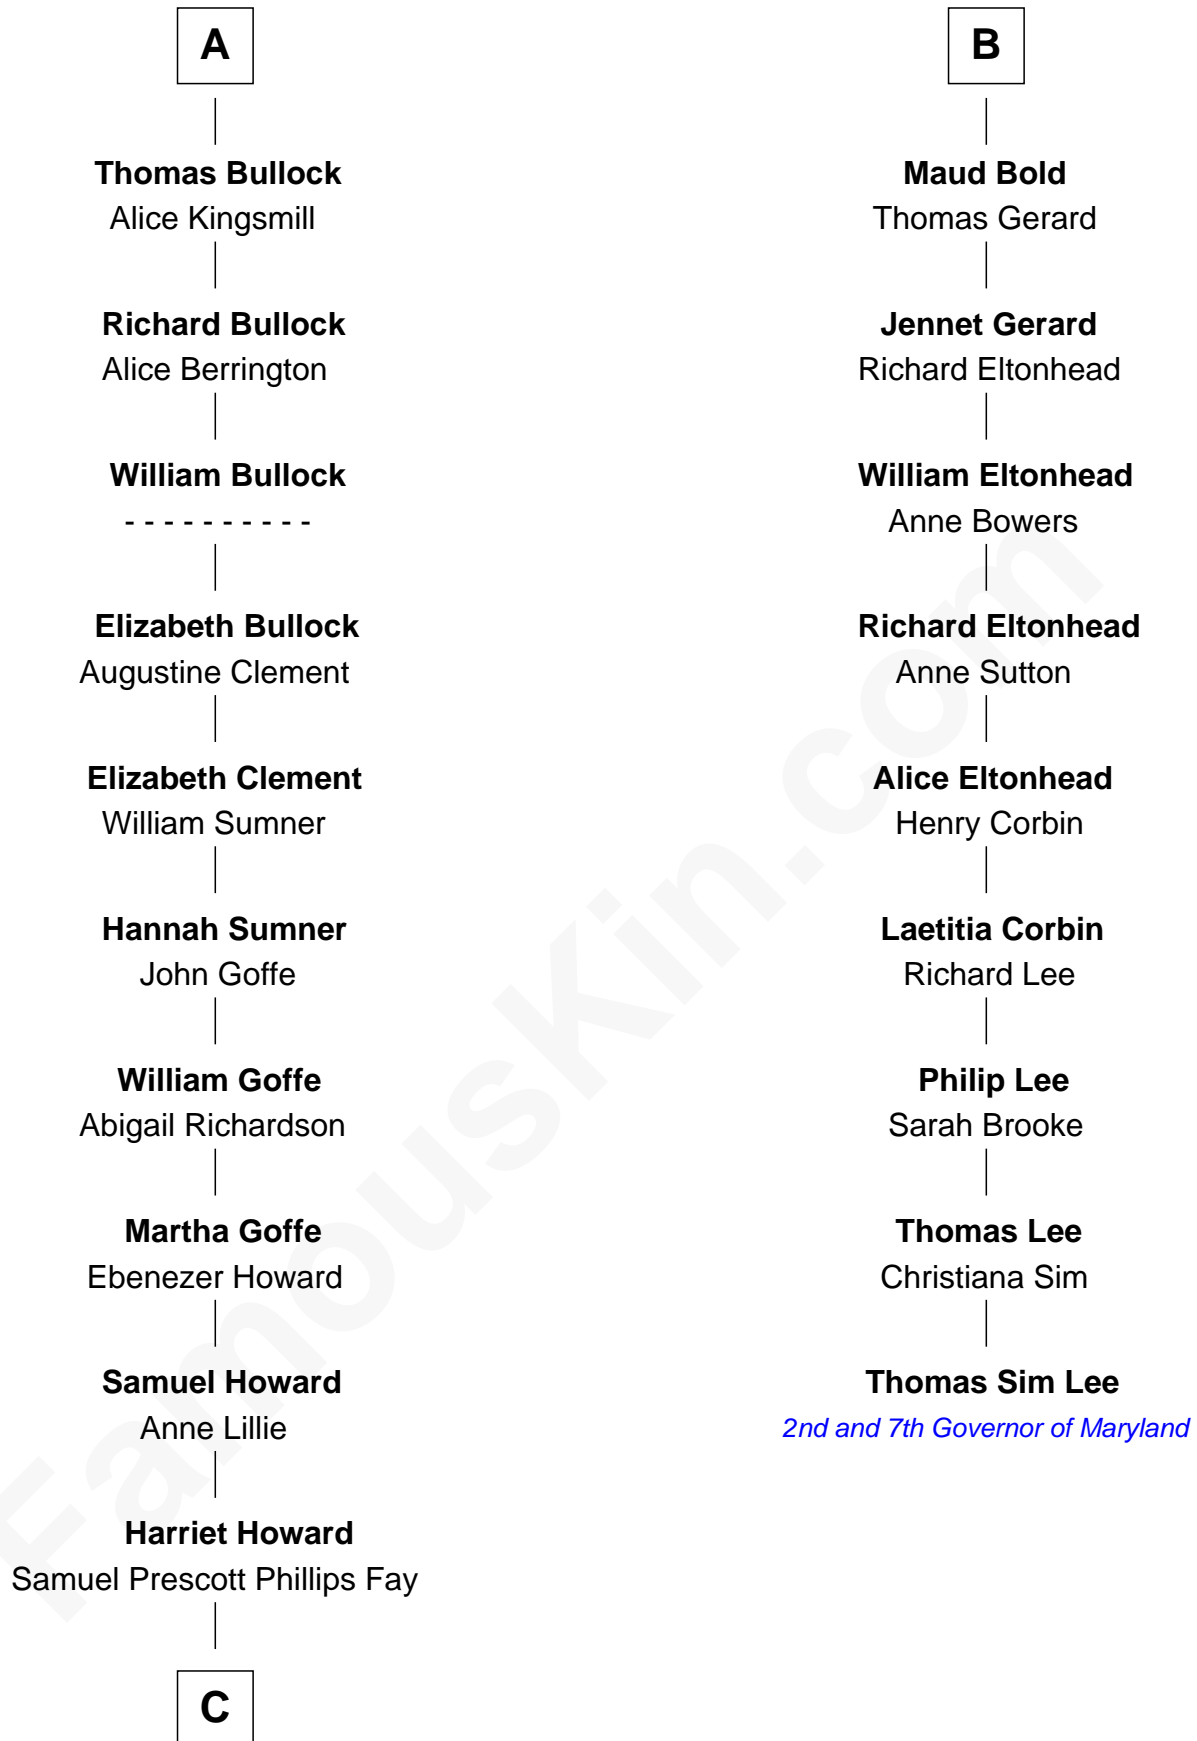 A
Thomas Bullock
Alice Kingsmill
Richard Bullock
Alice Berrington
William Bullock
- - - - - - - - - -
Elizabeth Bullock
Augustine Clement
Elizabeth Clement
William Sumner
Hannah Sumner
John Goffe
William Goffe
Abigail Richardson
Martha Goffe
Ebenezer Howard
Samuel Howard
Anne Lillie
Harriet Howard
Samuel Prescott Phillips Fay
C
B
Maud Bold
Thomas Gerard
Jennet Gerard
Richard Eltonhead
William Eltonhead
Anne Bowers
Richard Eltonhead
Anne Sutton
Alice Eltonhead
Henry Corbin
Laetitia Corbin
Richard Lee
Philip Lee
Sarah Brooke
Thomas Lee
Christiana Sim
Thomas Sim Lee
2nd and 7th Governor of Maryland
FamousKin.com